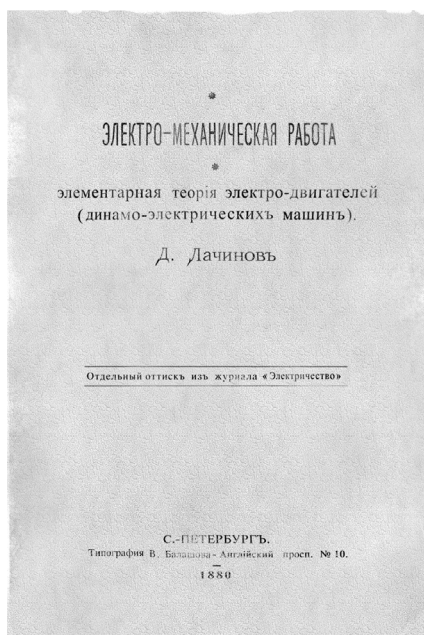 ЭЛЕКТРО-МЕХАНИЧЕСКАЯ РАБОТА
элементарная теорія электро-двигателей
(динамо-электрическихъ машинъ).
Д. Лачиновъ
Отдельный оттискъ изъ журнала «Электричество»
С.-ПЕТЕРБУРГЪ.
Типографія В. Балашова- Англійский просп. № 10.
1880